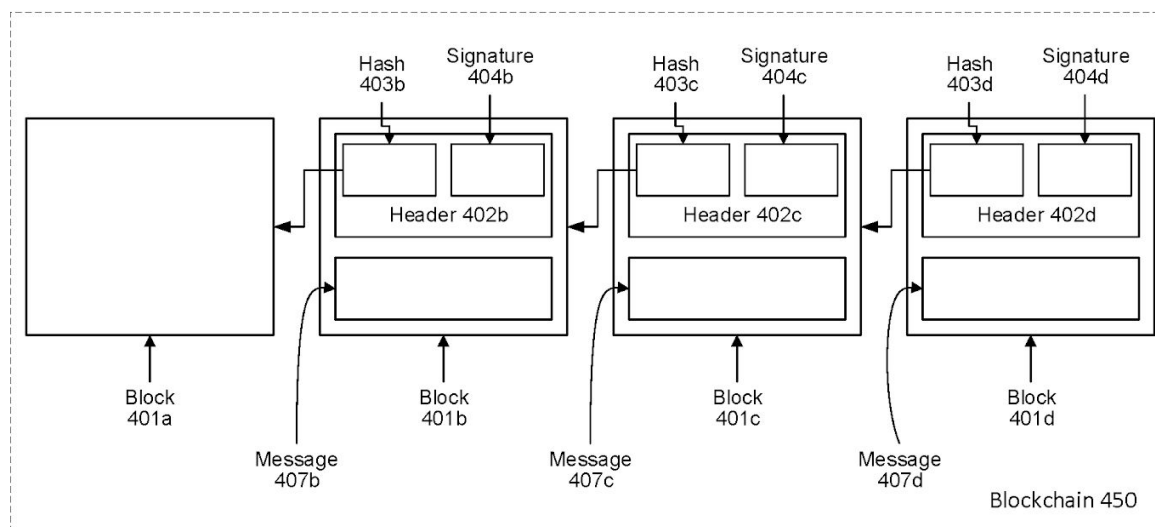 Hash
403b
Signature
404b
Hash
403c
Signature
404c
Hash
403d
Signature
404d
Header 402b
Header 402c
Header 402d
Block
401a
Block
401b
Block
401c
Block
401d
Message
407b
Message
407c
Message
407d
Blockchain 450